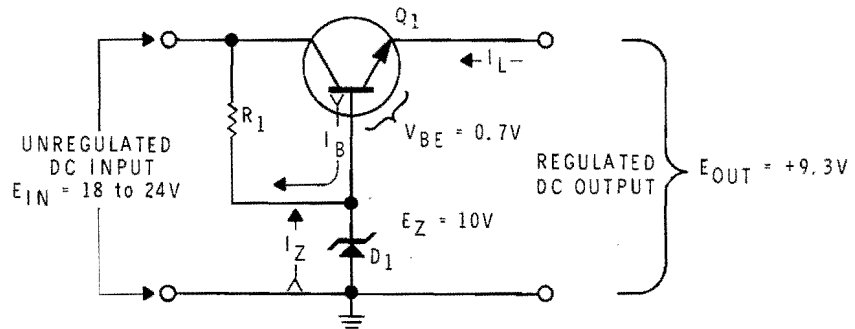 Q1
IL
R1
IB
VBE = 0.7V
UNREGULATED
DC INPUT
EIN = 18 to 24V
REGULATED
DC OUTPUT
EOUT = +9.3V
EZ = 10V
IZ
D1